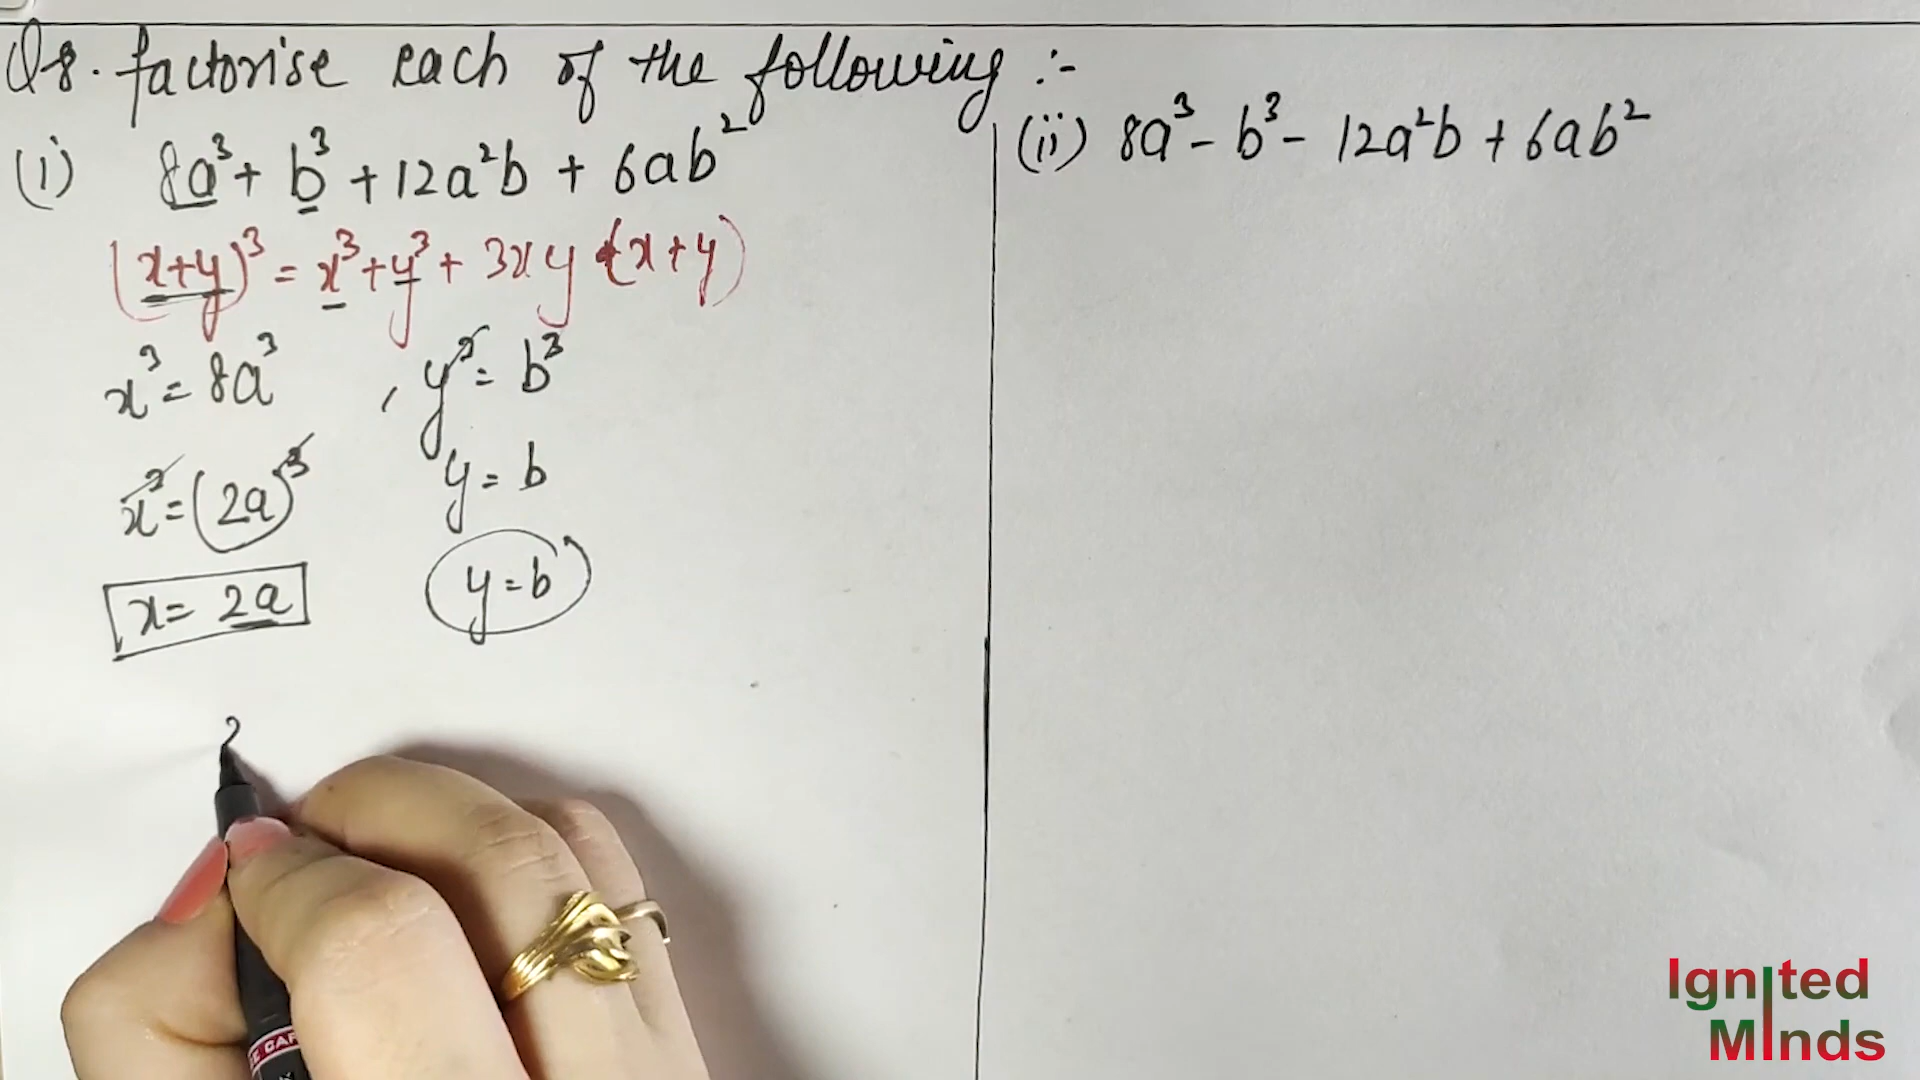 Q8. factorise each of the following :-
(i) 8a³ + b³ + 12a²b + 6ab²
(x+y)³ = x³ + y³ + 3xy (x+y)
x³ = 8a³ , y³ = b³
x³ = (2a)³ y = b
x = 2a y = b
2
(ii) 8a³ - b³ - 12a²b + 6ab²
Ignited
Minds